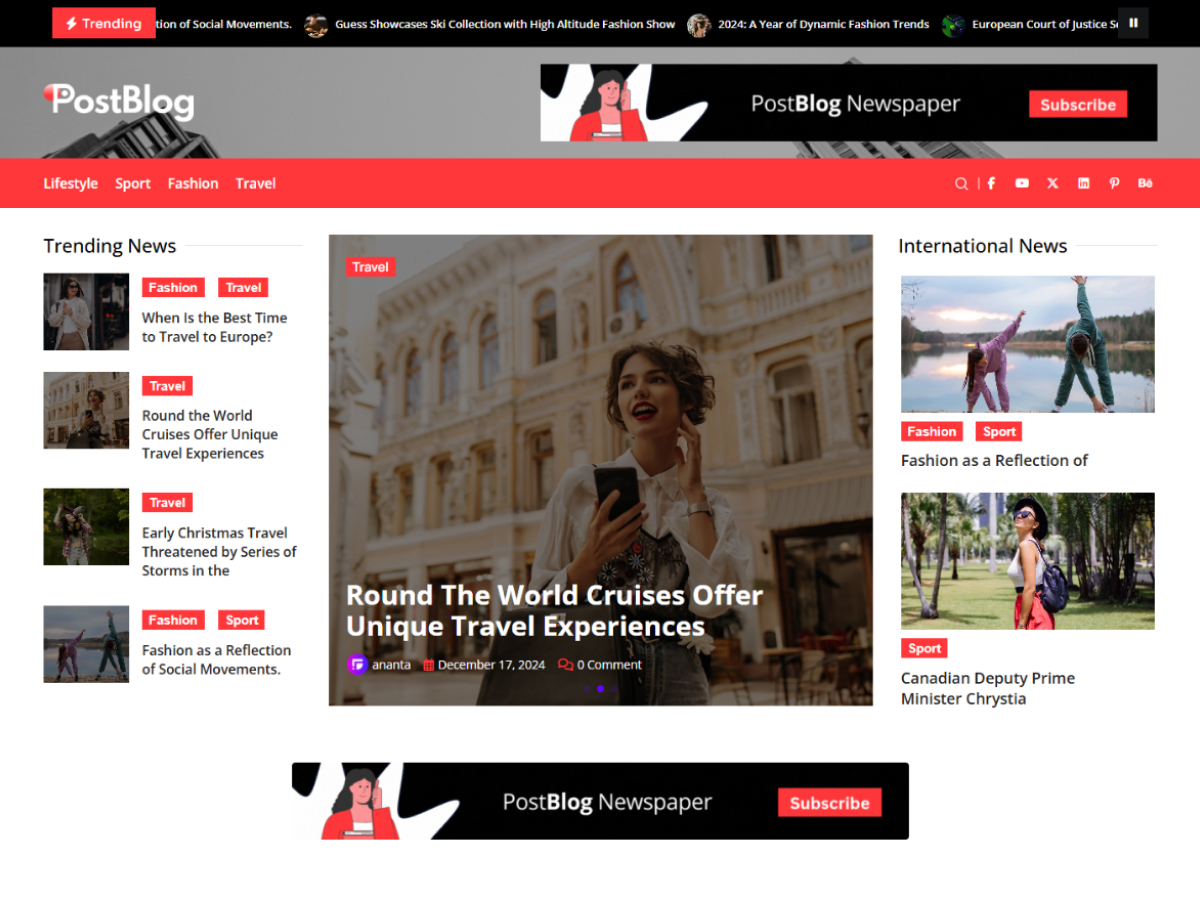 Trending
tion of Social Movements.
Guess Showcases Ski Collection with High Altitude Fashion Show
2024: A Year of Dynamic Fashion Trends
European Court of Justice
PostBlog
PostBlog Newspaper
Subscribe
Lifestyle
Sport
Fashion
Travel
Bē
Trending News
Fashion
Travel
When Is the Best Time
to Travel to Europe?
Travel
Round the World
Cruises Offer Unique
Travel Experiences
Travel
Early Christmas Travel
Threatened by Series of
Storms in the
Fashion
Sport
Fashion as a Reflection
of Social Movements.
Travel
Round The World Cruises Offer
Unique Travel Experiences
ananta
December 17, 2024
0 Comment
International News
Fashion
Sport
Fashion as a Reflection of
Sport
Canadian Deputy Prime
Minister Chrystia
PostBlog Newspaper
Subscribe